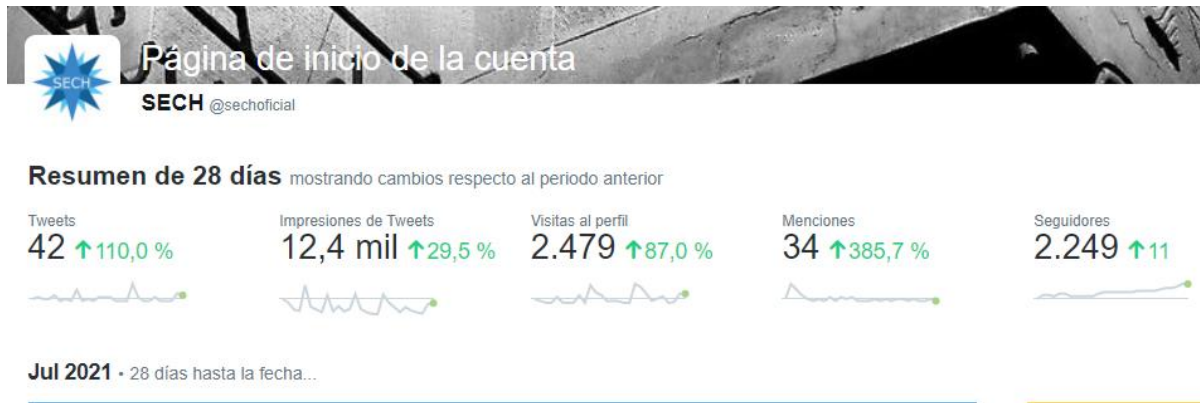 Página de inicio de la cuenta
SECH
SECH @sechoficial
Resumen de 28 días mostrando cambios respecto al periodo anterior
Tweets Impresiones de Tweets Visitas al perfil Menciones Seguidores
42 ↑110,0 % 12,4 mil ↑29,5 % 2.479 ↑87,0 % 34 ↑385,7 % 2.249 ↑11
Jul 2021 • 28 días hasta la fecha...